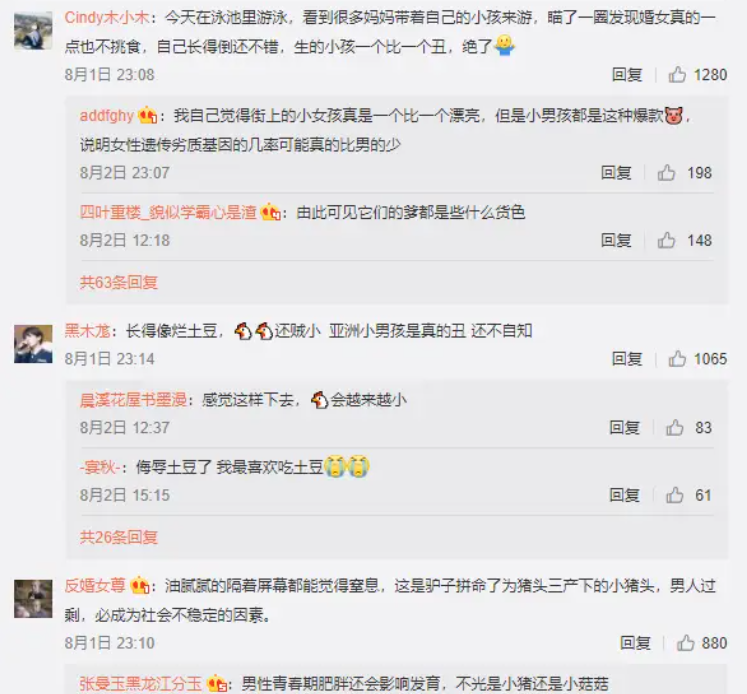 Cindy木小木：今天在泳池里游泳，看到很多妈妈带着自己的小孩来游，瞄了一圈发现婚女真的一
点也不挑食，自己长得倒还不错，生的小孩一个比一个丑，绝了🤷
8月1日 23:08 回复 1280
addfghy：我自己觉得街上的小女孩真是一个比一个漂亮，但是小男孩都是这种爆款🐷，
说明女性遗传劣质基因的几率可能真的比男的少
8月2日 23:07 回复 198
四叶重楼_貌似学霸心是渣：由此可见它们的爹都是些什么货色
8月2日 12:18 回复 148
共63条回复
黑木尨：长得像烂土豆，🐔🐔还贼小 亚洲小男孩是真的丑 还不自知
8月1日 23:14 回复 1065
晨溪花屋书墨漫：感觉这样下去，🐔会越来越小
8月2日 12:37 回复 83
-宴秋-：侮辱土豆了 我最喜欢吃土豆😭😭
8月2日 15:15 回复 61
共26条回复
反婚女尊：油腻腻的隔着屏幕都能觉得窒息，这是驴子拼命了为猪头三产下的小猪头，男人过
剩，必成为社会不稳定的因素。
8月1日 23:10 回复 880
张曼玉黑龙江分玉：男性青春期肥胖还会影响发育，不光是小猪还是小菇菇